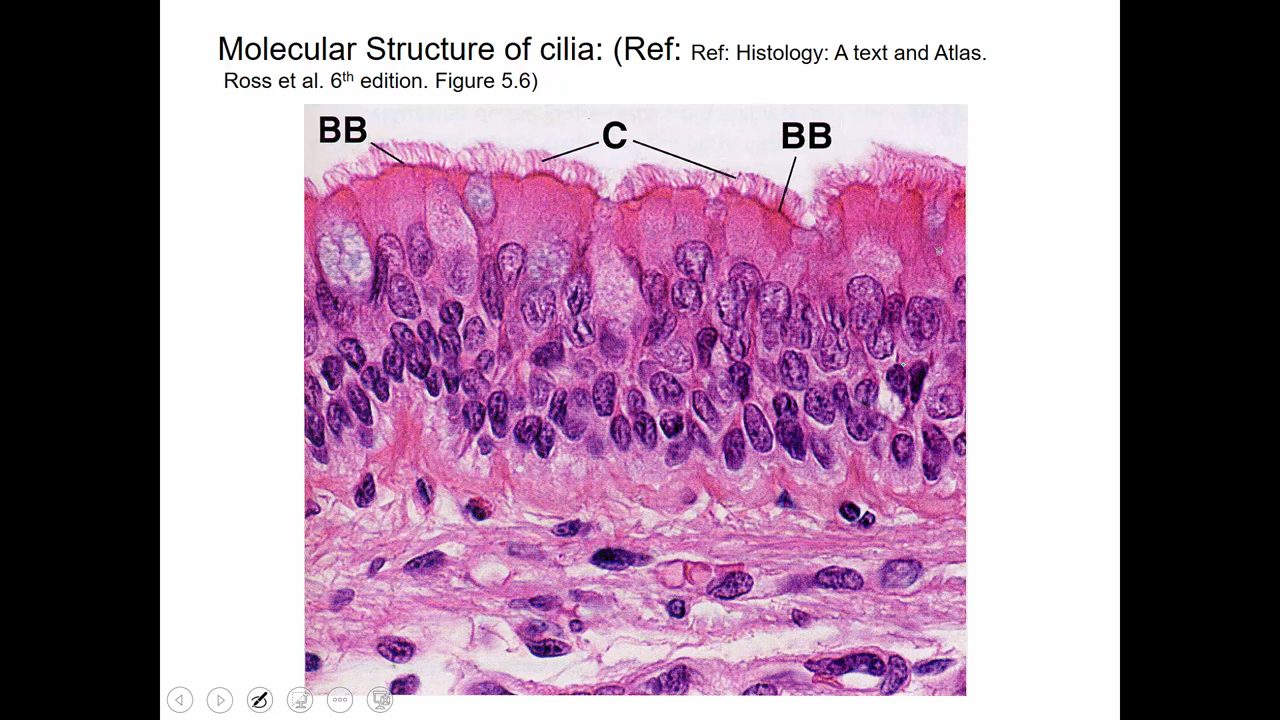 Molecular Structure of cilia: (Ref: Ref: Histology: A text and Atlas.
Ross et al. 6th edition. Figure 5.6)
BB C BB